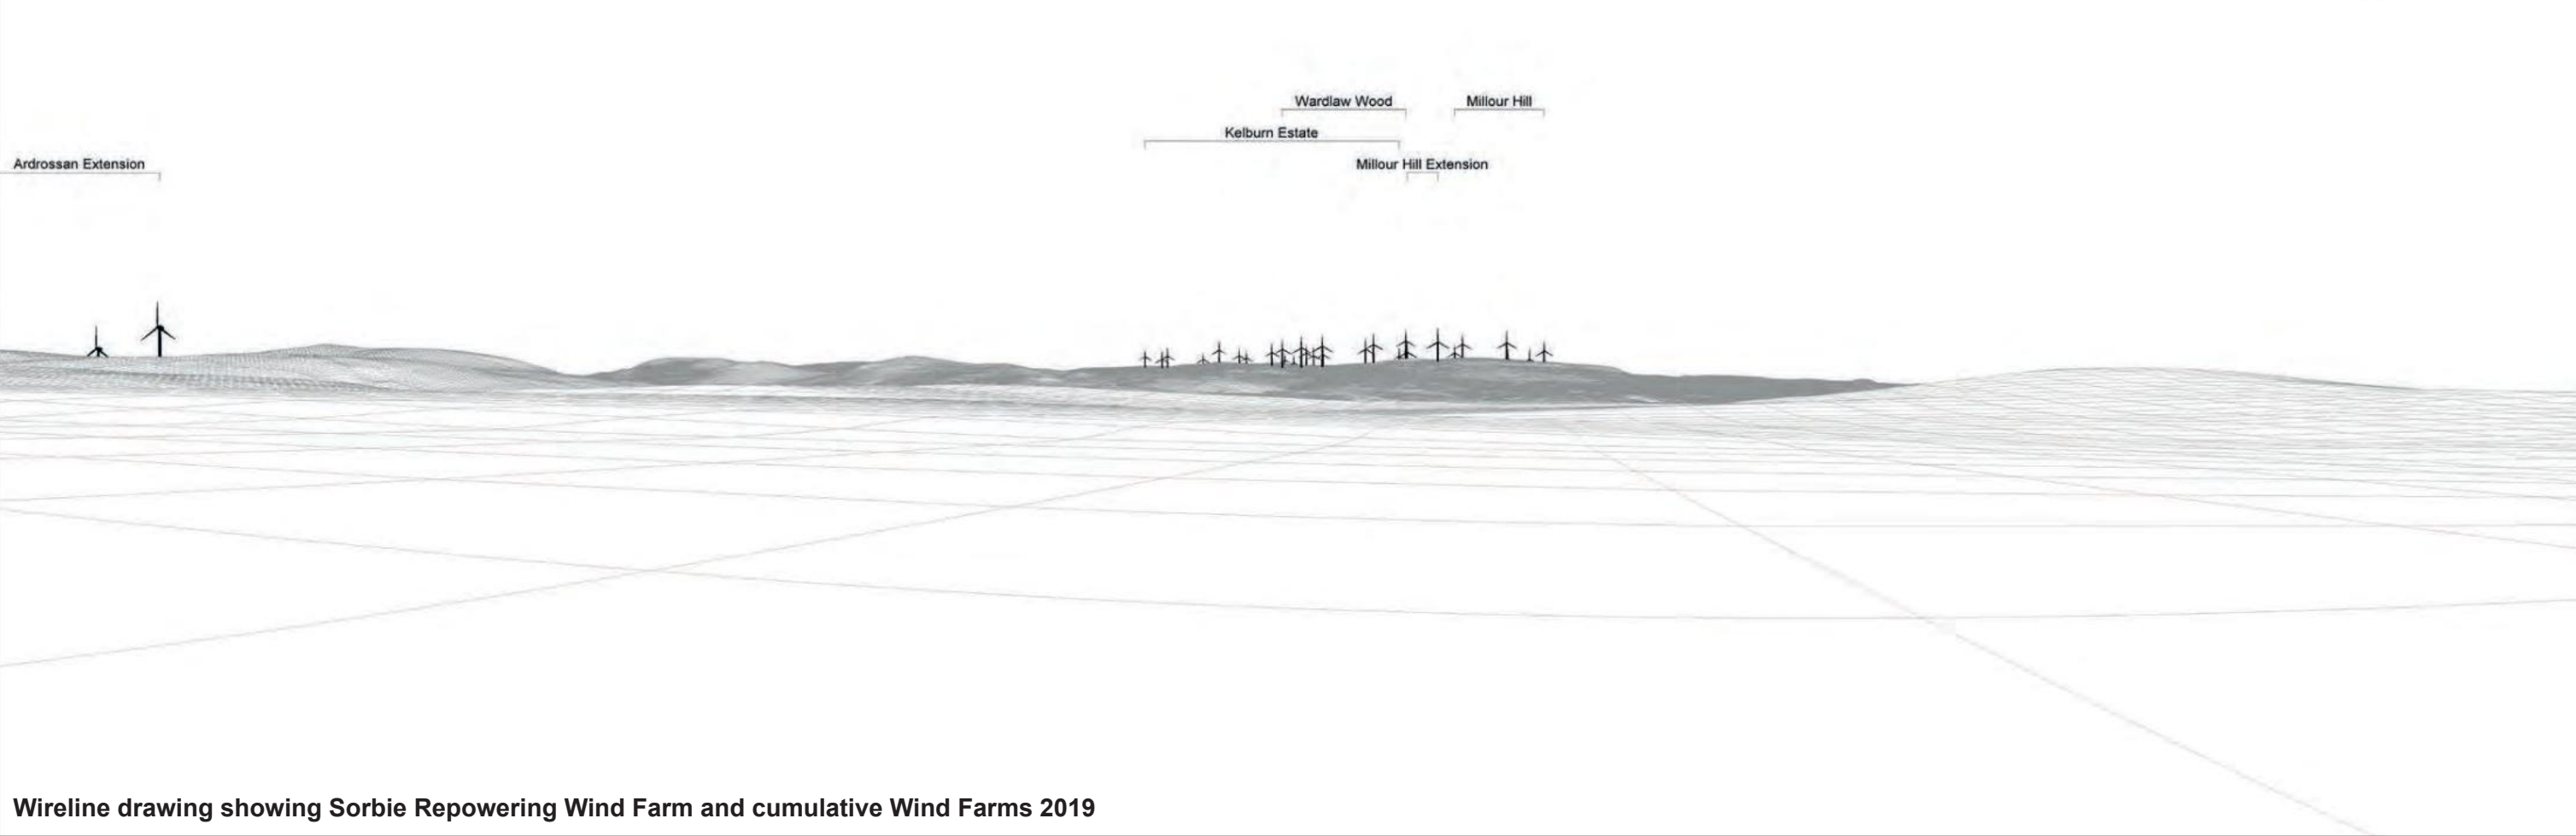 Wardlaw Wood
Millour Hill
Kelburn Estate
Ardrossan Extension
Millour Hill Extension
Wireline drawing showing Sorbie Repowering Wind Farm and cumulative Wind Farms 2019